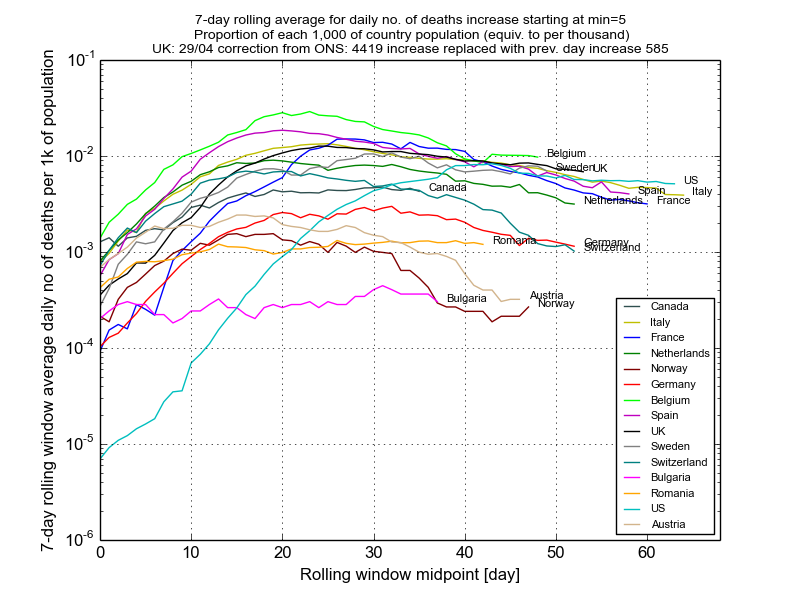 7-day rolling average for daily no. of deaths increase starting at min=5
Proportion of each 1,000 of country population (equiv. to per thousand)
UK: 29/04 correction from ONS: 4419 increase replaced with prev. day increase 585
7-day rolling window average daily no of deaths per 1k of population
10^-1
10^-2
10^-3
10^-4
10^-5
10^-6
Belgium
Sweden
UK
US
Canada
Spain
Italy
Netherlands
France
Romania
Germany
Switzerland
Bulgaria
Austria
Norway
Canada
Italy
France
Netherlands
Norway
Germany
Belgium
Spain
UK
Sweden
Switzerland
Bulgaria
Romania
US
Austria
0 10 20 30 40 50 60
Rolling window midpoint [day]